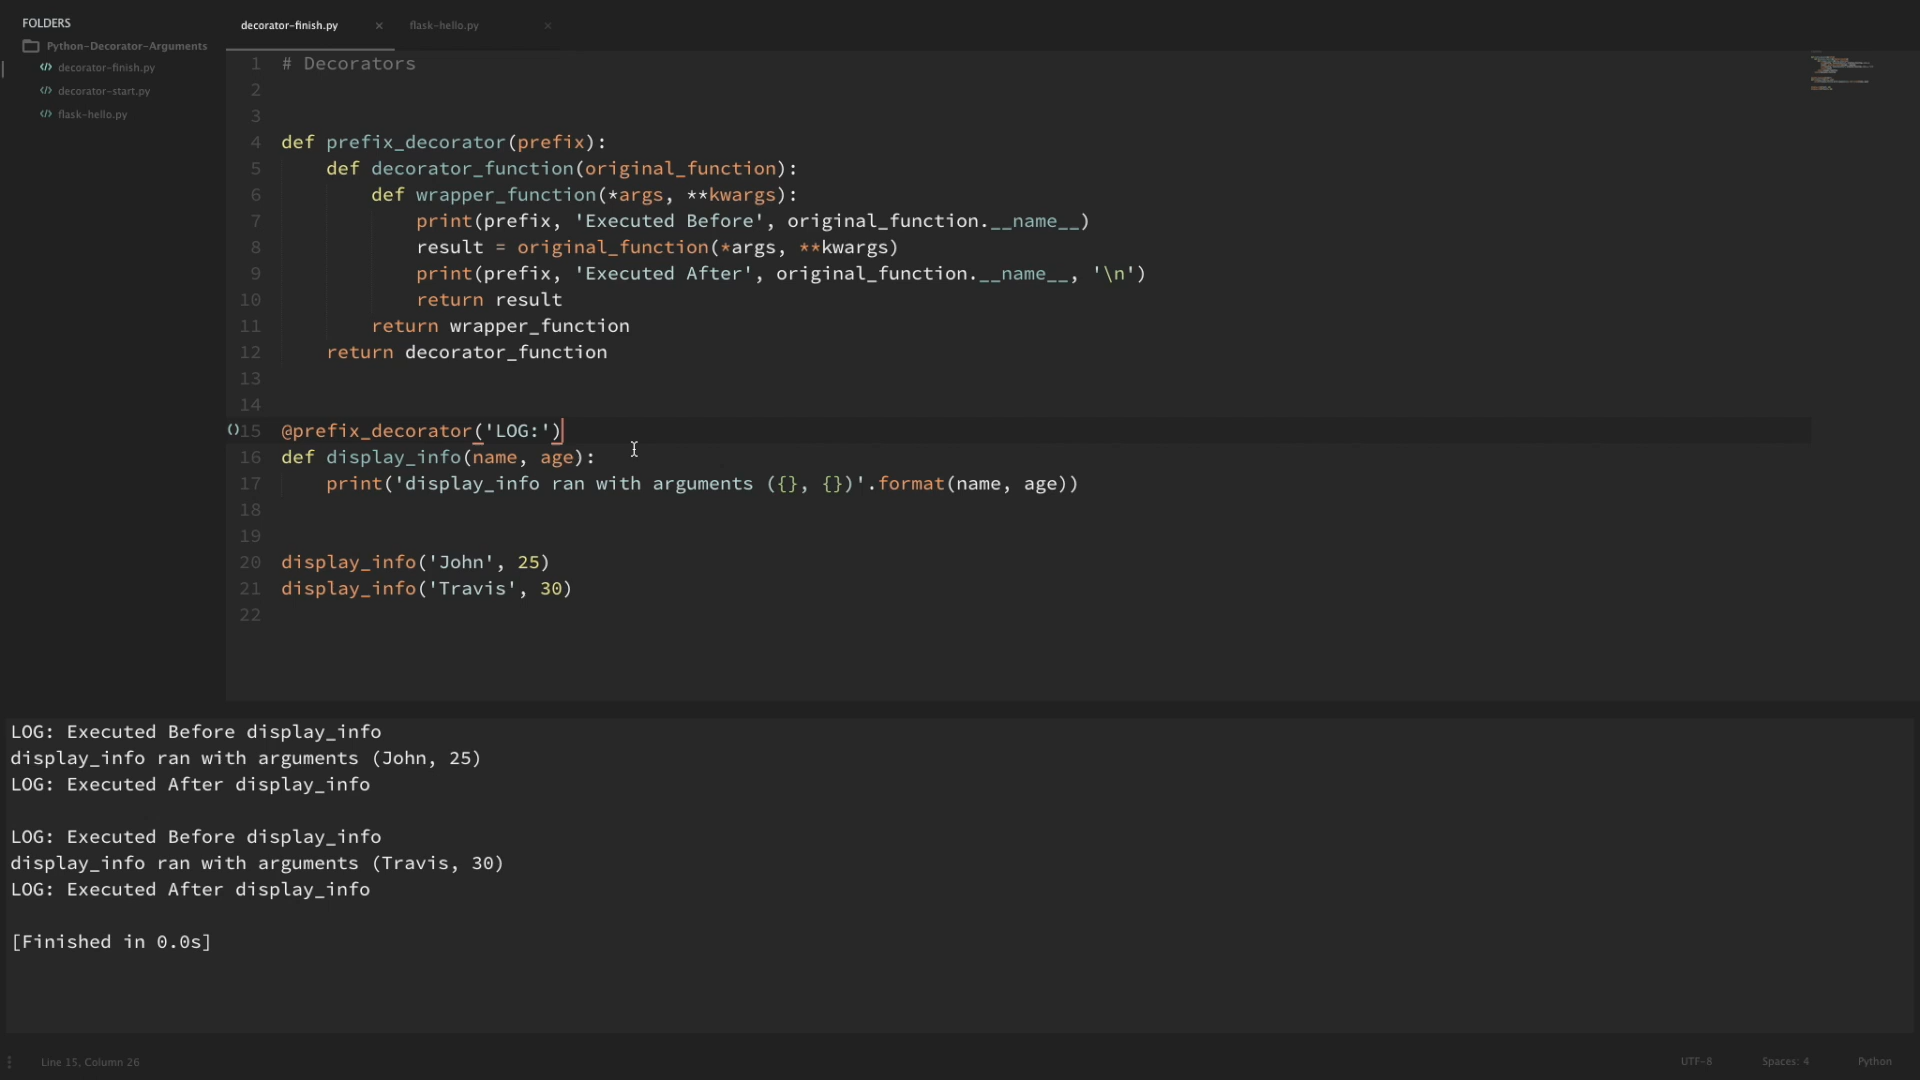 FOLDERS
Python-Decorator-Arguments
decorator-finish.py
decorator-start.py
flask-hello.py
decorator-finish.py × flask-hello.py ×
1 # Decorators
2
3
4 def prefix_decorator(prefix):
5     def decorator_function(original_function):
6         def wrapper_function(*args, **kwargs):
7             print(prefix, 'Executed Before', original_function.__name__)
8             result = original_function(*args, **kwargs)
9             print(prefix, 'Executed After', original_function.__name__, '\n')
10             return result
11         return wrapper_function
12     return decorator_function
13
14
15 @prefix_decorator('LOG:')
16 def display_info(name, age):
17     print('display_info ran with arguments ({}, {})'.format(name, age))
18
19
20 display_info('John', 25)
21 display_info('Travis', 30)
22
LOG: Executed Before display_info
display_info ran with arguments (John, 25)
LOG: Executed After display_info
LOG: Executed Before display_info
display_info ran with arguments (Travis, 30)
LOG: Executed After display_info
[Finished in 0.0s]
Line 15, Column 26 UTF-8 Spaces: 4 Python